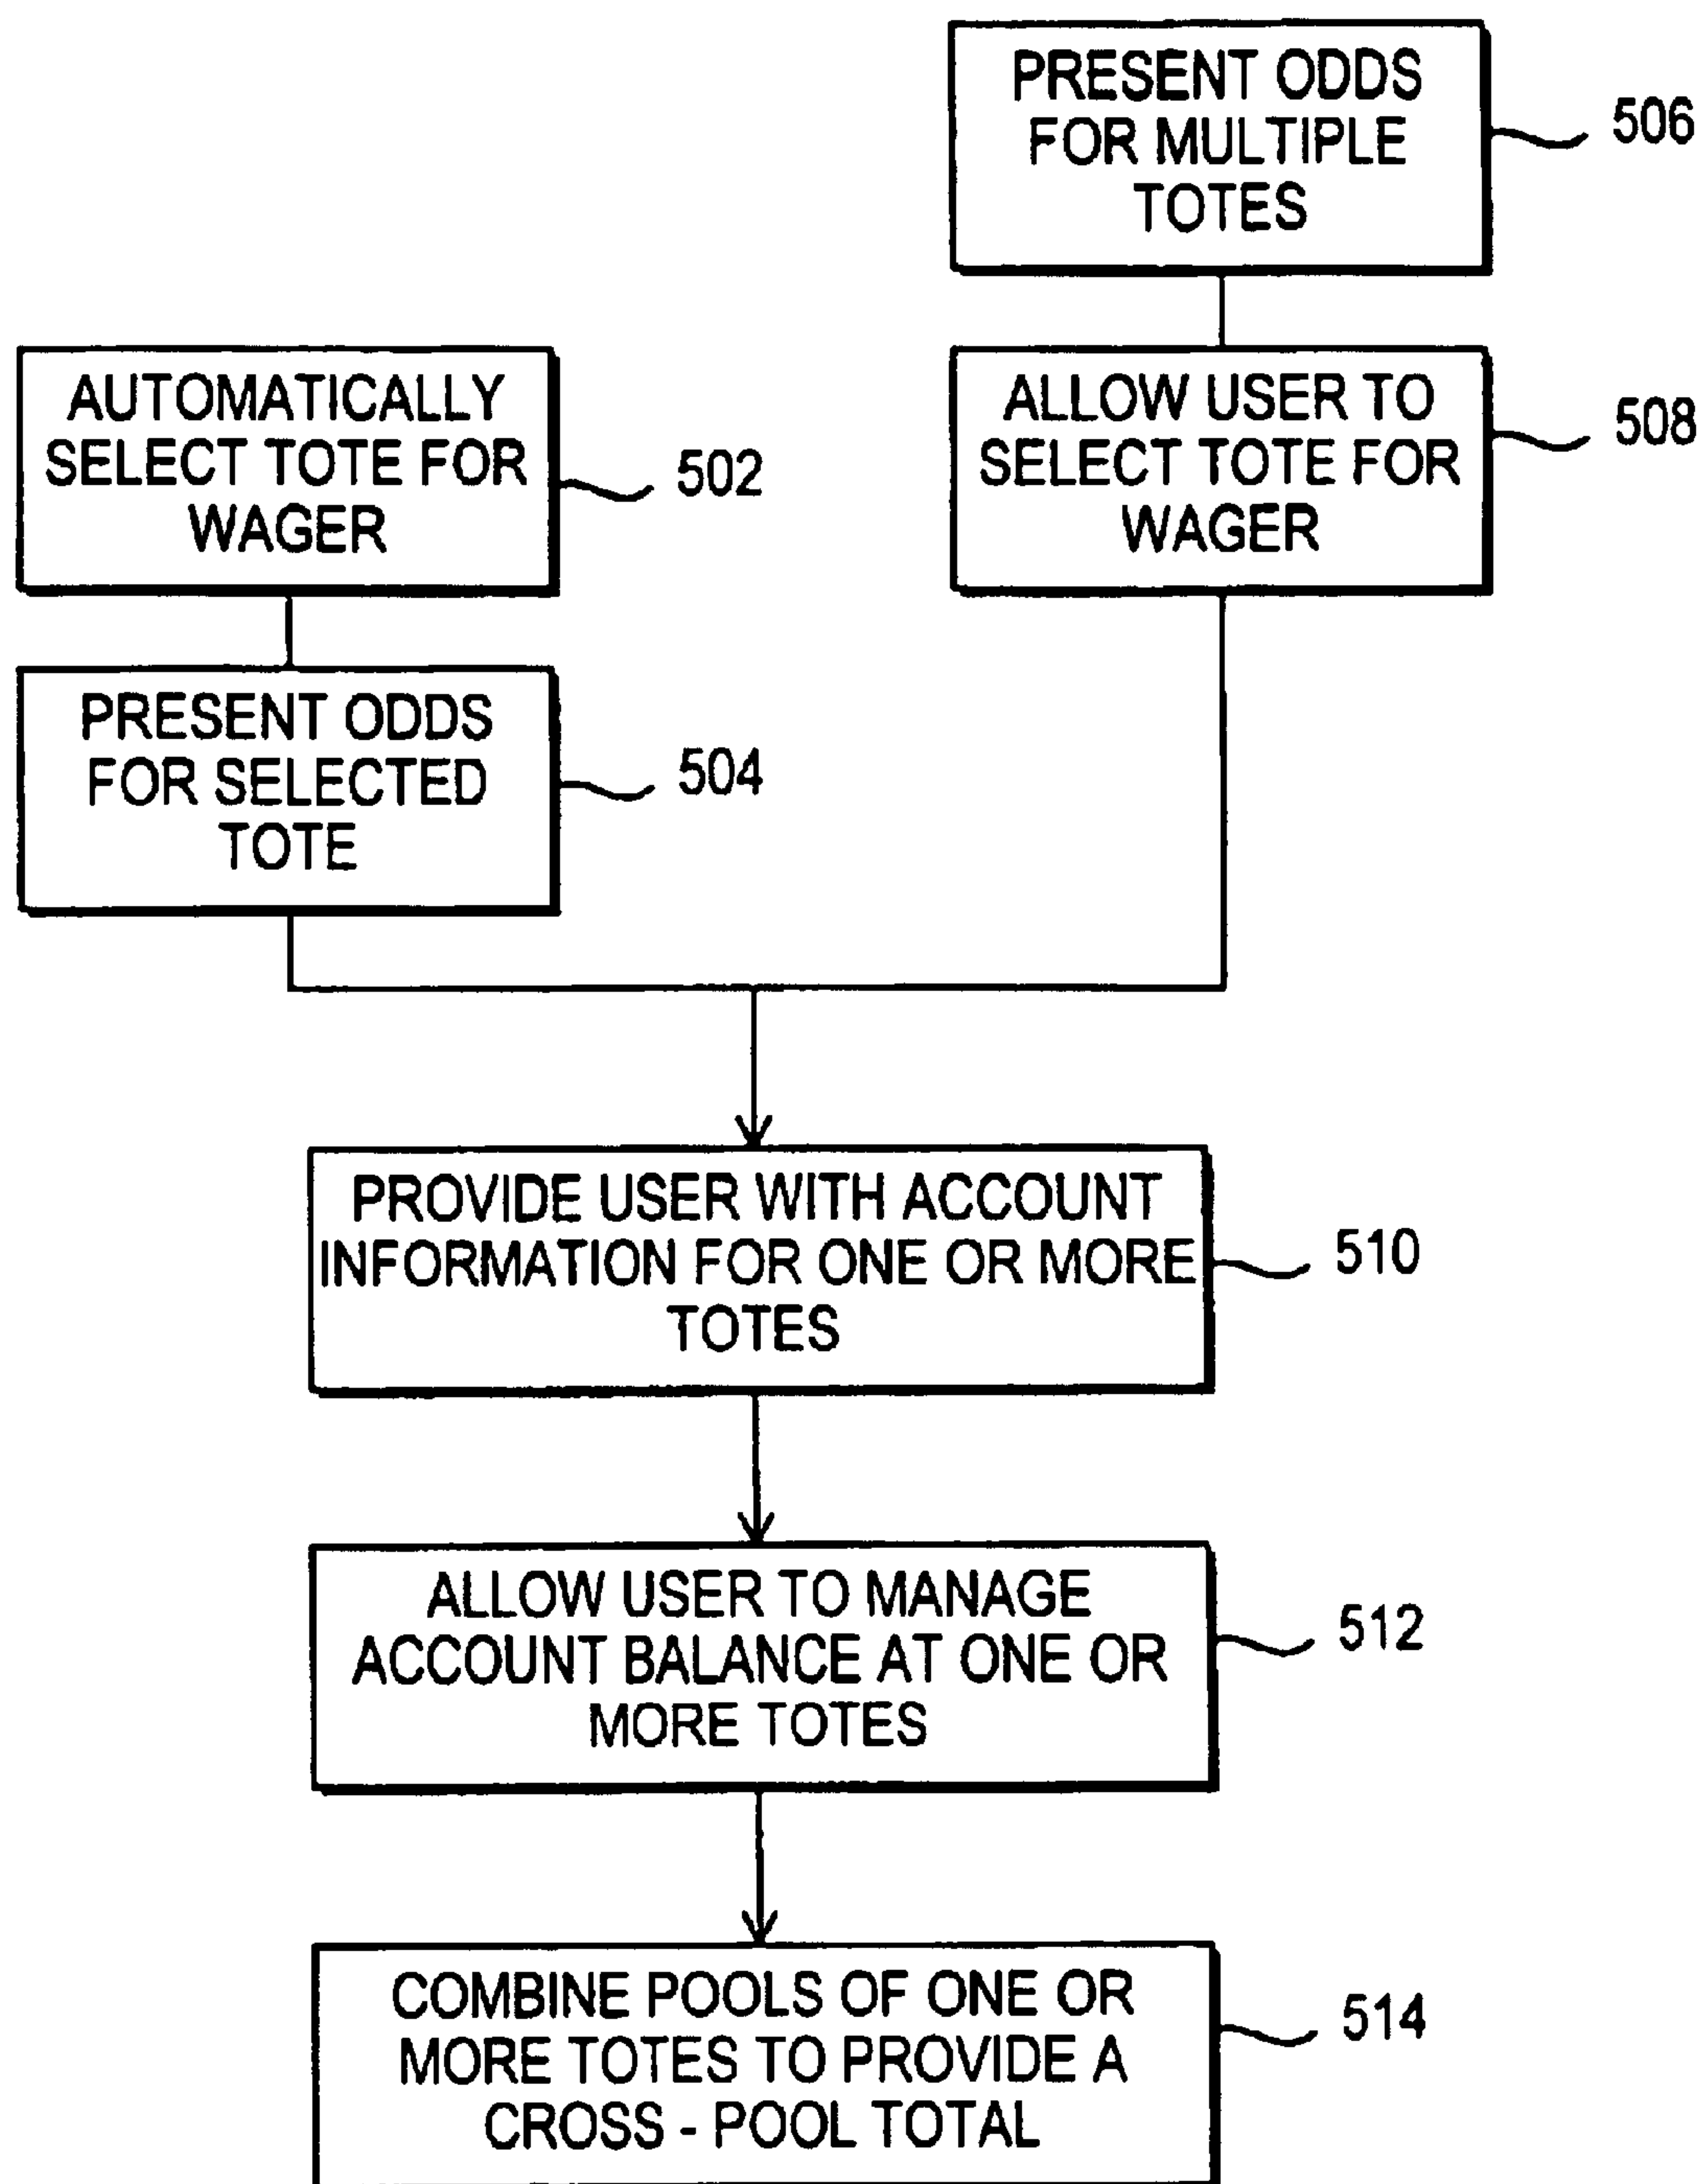 PRESENT ODDS
FOR MULTIPLE
TOTES
506
AUTOMATICALLY
SELECT TOTE FOR
WAGER
502
ALLOW USER TO
SELECT TOTE FOR
WAGER
508
PRESENT ODDS
FOR SELECTED
TOTE
504
PROVIDE USER WITH ACCOUNT
INFORMATION FOR ONE OR MORE
TOTES
510
ALLOW USER TO MANAGE
ACCOUNT BALANCE AT ONE OR
MORE TOTES
512
COMBINE POOLS OF ONE OR
MORE TOTES TO PROVIDE A
CROSS - POOL TOTAL
514